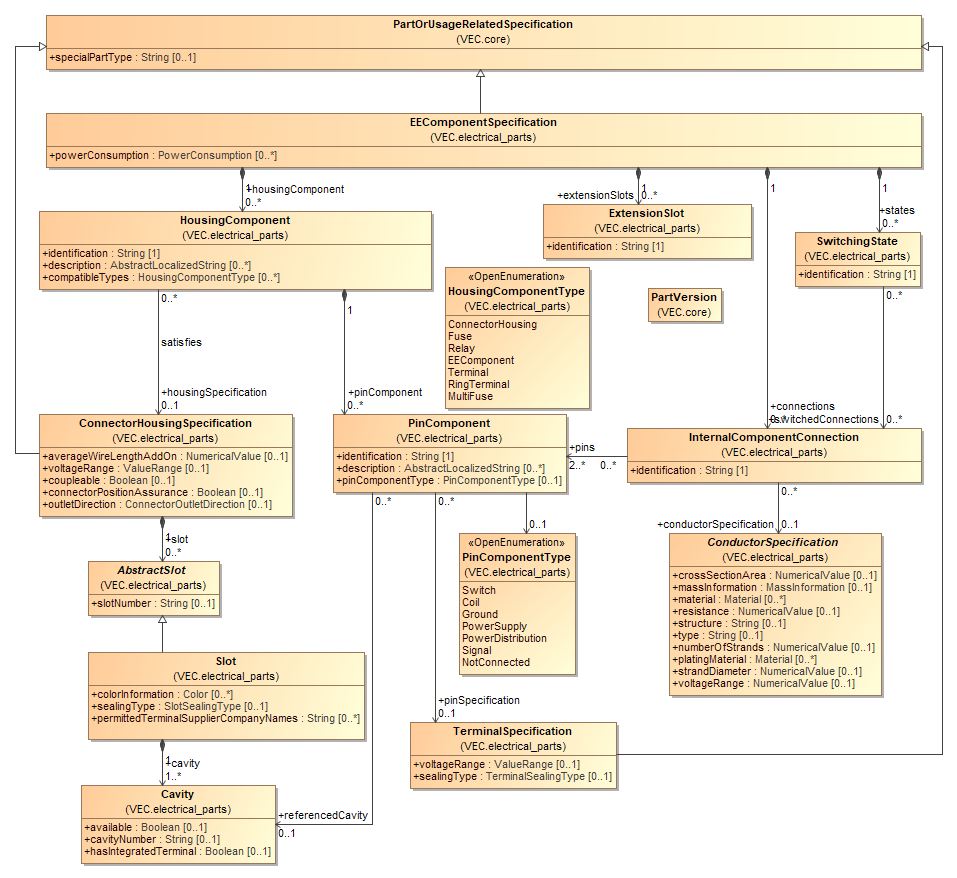 PartOrUsageRelatedSpecification
(VEC.core)
+specialPartType : String [0..1]
EEComponentSpecification
(VEC.electrical_parts)
+powerConsumption : PowerConsumption [0..*]
1
+housingComponent
0..*
1
+extensionSlots
0..*
1
1
+states
0..*
HousingComponent
(VEC.electrical_parts)
+identification : String [1]
+description : AbstractLocalizedString [0..*]
+compatibleTypes : HousingComponentType [0..*]
ExtensionSlot
(VEC.electrical_parts)
+identification : String [1]
SwitchingState
(VEC.electrical_parts)
+identification : String [1]
«OpenEnumeration»
HousingComponentType
(VEC.electrical_parts)
ConnectorHousing
Fuse
Relay
EEComponent
Terminal
RingTerminal
MultiFuse
PartVersion
(VEC.core)
0..*
satisfies
+housingSpecification
0..1
1
+pinComponent
0..*
0..*
+connections
0..*
+switchedConnections
0..*
ConnectorHousingSpecification
(VEC.electrical_parts)
+averageWireLengthAddOn : NumericalValue [0..1]
+voltageRange : ValueRange [0..1]
+coupleable : Boolean [0..1]
+connectorPositionAssurance : Boolean [0..1]
+outletDirection : ConnectorOutletDirection [0..1]
PinComponent
(VEC.electrical_parts)
+identification : String [1]
+description : AbstractLocalizedString [0..*]
+pinComponentType : PinComponentType [0..1]
+pins
2..*
0..*
InternalComponentConnection
(VEC.electrical_parts)
+identification : String [1]
0..*
+conductorSpecification
0..1
1
+slot
0..*
0..*
0..*
0..1
AbstractSlot
(VEC.electrical_parts)
+slotNumber : String [0..1]
«OpenEnumeration»
PinComponentType
(VEC.electrical_parts)
Switch
Coil
Ground
PowerSupply
PowerDistribution
Signal
NotConnected
ConductorSpecification
(VEC.electrical_parts)
+crossSectionArea : NumericalValue [0..1]
+massInformation : MassInformation [0..1]
+material : Material [0..*]
+resistance : NumericalValue [0..1]
+structure : String [0..1]
+type : String [0..1]
+numberOfStrands : NumericalValue [0..1]
+platingMaterial : Material [0..*]
+strandDiameter : NumericalValue [0..1]
+voltageRange : NumericalValue [0..1]
Slot
(VEC.electrical_parts)
+colorInformation : Color [0..*]
+sealingType : SlotSealingType [0..1]
+permittedTerminalSupplierCompanyNames : String [0..*]
+pinSpecification
0..1
TerminalSpecification
(VEC.electrical_parts)
+voltageRange : ValueRange [0..1]
+sealingType : TerminalSealingType [0..1]
1
+cavity
1..*
Cavity
(VEC.electrical_parts)
+available : Boolean [0..1]
+cavityNumber : String [0..1]
+hasIntegratedTerminal : Boolean [0..1]
+referencedCavity
0..1